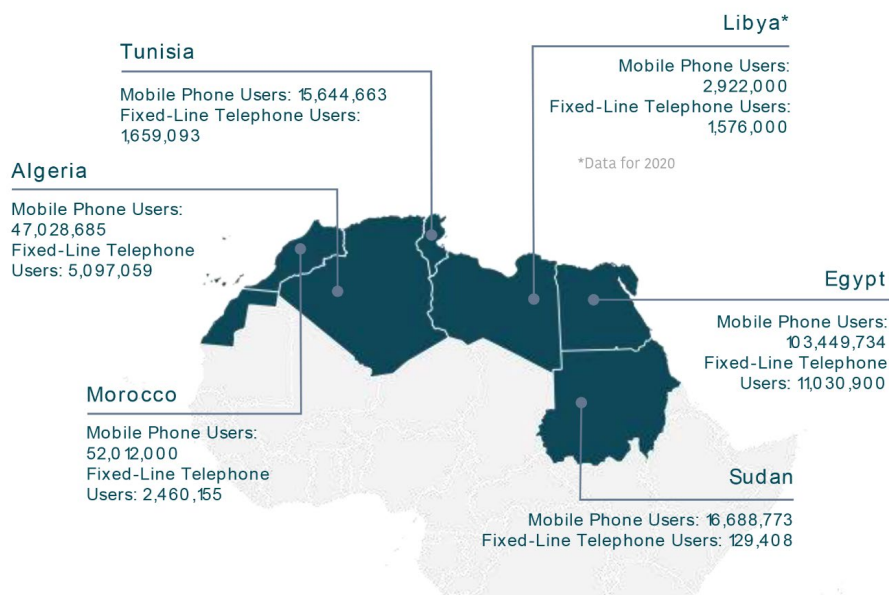 Libya*
Mobile Phone Users:
2,922,000
Fixed-Line Telephone Users:
1,576,000
*Data for 2020
Tunisia
Mobile Phone Users: 15,644,663
Fixed-Line Telephone Users:
1,659,093
Algeria
Mobile Phone Users:
47,028,685
Fixed-Line Telephone
Users: 5,097,059
Egypt
Mobile Phone Users:
103,449,734
Fixed-Line Telephone
Users: 11,030,900
Morocco
Mobile Phone Users:
52,012,000
Fixed-Line Telephone
Users: 2,460,155
Sudan
Mobile Phone Users: 16,688,773
Fixed-Line Telephone Users: 129,408